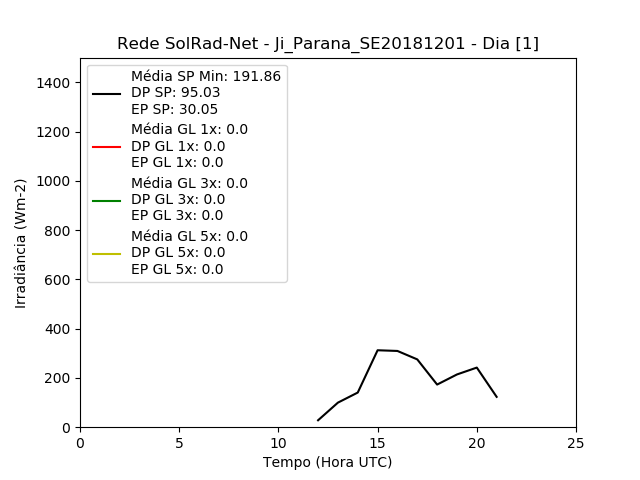 Rede SolRad-Net - Ji_Parana_SE20181201 - Dia [1]
Média SP Min: 191.86
DP SP: 95.03
EP SP: 30.05
Média GL 1x: 0.0
DP GL 1x: 0.0
EP GL 1x: 0.0
Média GL 3x: 0.0
DP GL 3x: 0.0
EP GL 3x: 0.0
Média GL 5x: 0.0
DP GL 5x: 0.0
EP GL 5x: 0.0
Irradiância (Wm-2)
1400
1200
1000
800
600
400
200
0
0 5 10 15 20 25
Tempo (Hora UTC)